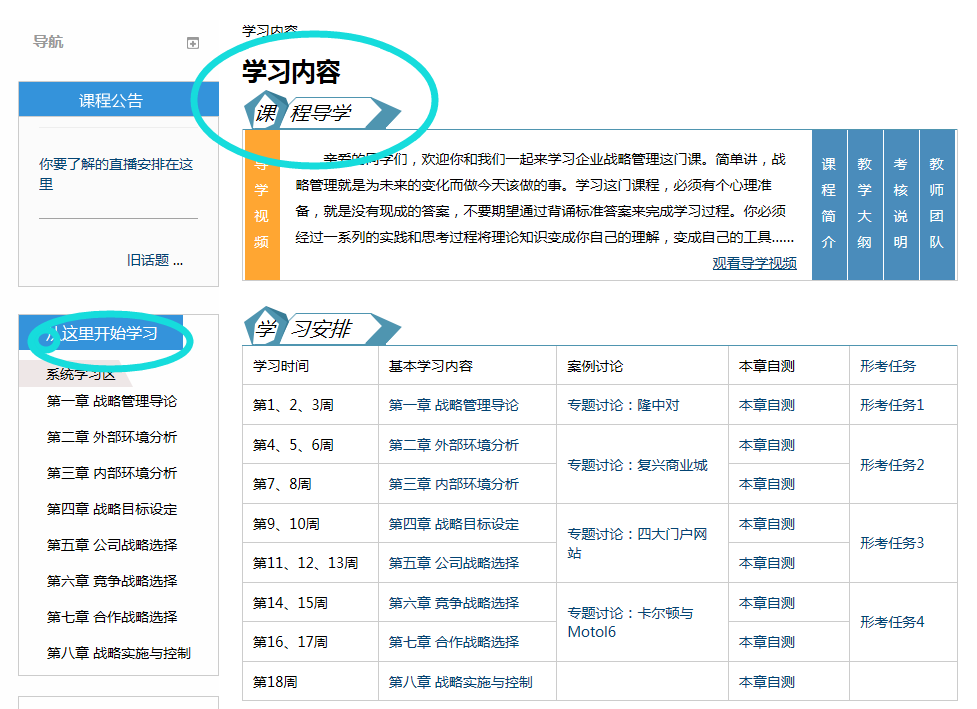 导航
课程公告
你要了解的直播安排在这
里
旧话题 ...
从这里开始学习
系统学习区
第一章 战略管理导论
第二章 外部环境分析
第三章 内部环境分析
第四章 战略目标设定
第五章 公司战略选择
第六章 竞争战略选择
第七章 合作战略选择
第八章 战略实施与控制
学习内容
学习内容
课程导学
导学视频
亲爱的同学们，欢迎你和我们一起来学习企业战略管理这门课。简单讲，战
略管理就是为未来的变化而做今天该做的事。学习这门课程，必须有个心理准
备，就是没有现成的答案，不要期望通过背诵标准答案来完成学习过程。你必须
经过一系列的实践和思考过程将理论知识变成你自己的理解，变成自己的工具......
观看导学视频
课程简介
教学大纲
考核说明
教师团队
学习安排
学习时间 基本学习内容 案例讨论 本章自测 形考任务
第1、2、3周 第一章 战略管理导论 专题讨论：隆中对 本章自测 形考任务1
第4、5、6周 第二章 外部环境分析 本章自测
专题讨论：复兴商业城 形考任务2
第7、8周 第三章 内部环境分析 本章自测
第9、10周 第四章 战略目标设定 本章自测
专题讨论：四大门户网
站
形考任务3
第11、12、13周 第五章 公司战略选择 本章自测
第14、15周 第六章 竞争战略选择 本章自测
专题讨论：卡尔顿与
Motol6
形考任务4
第16、17周 第七章 合作战略选择 本章自测
第18周 第八章 战略实施与控制 本章自测